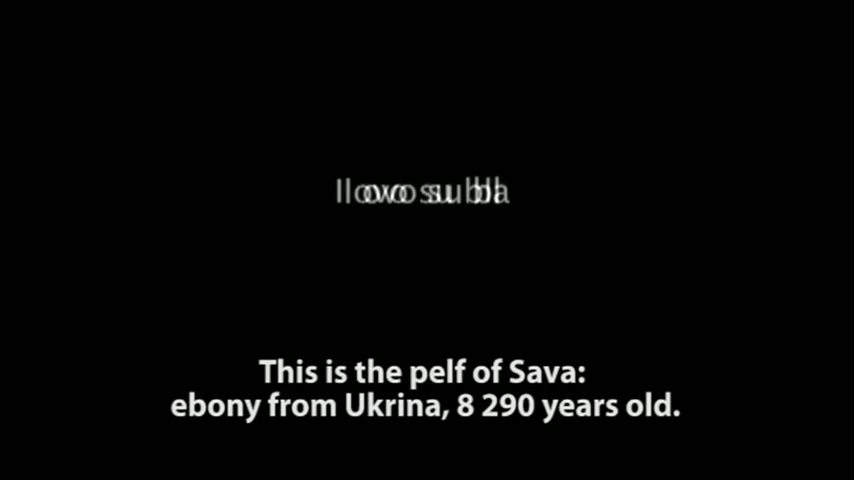 This is the pelf of Sava:
ebony from Ukrina, 8 290 years old.